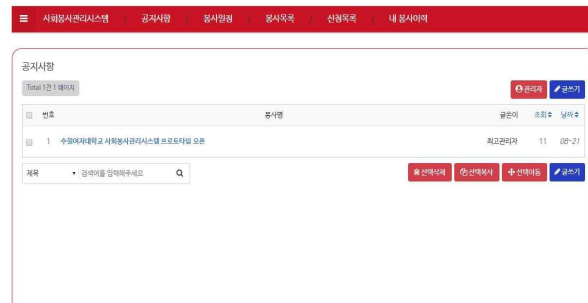 사회봉사관리시스템 / 공지사항 / 봉사일정 / 봉사목록 / 신청목록 / 내 봉사이력
공지사항
Total 1건 1 페이지
관리자 글쓰기
번호 봉사명 글쓴이 조회 날짜
1 수원여자대학교 사회봉사관리시스템 프로토타입 오픈 최고관리자 11 08-21
제목 검색어를 입력해주세요 선택삭제 선택복사 선택이동 글쓰기